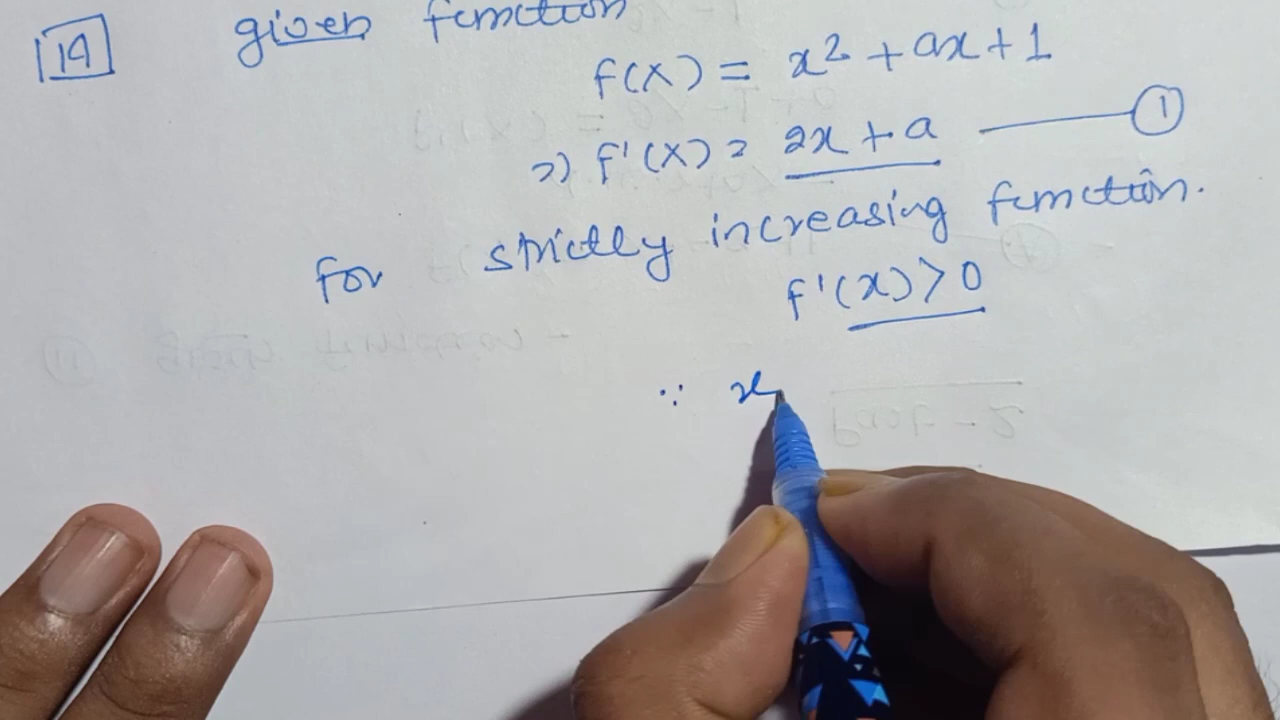 14 given function
f(x) = x2 + ax + 1
=) f'(x) = 2x + a ①
for strictly increasing function.
f'(x) > 0
∵ x